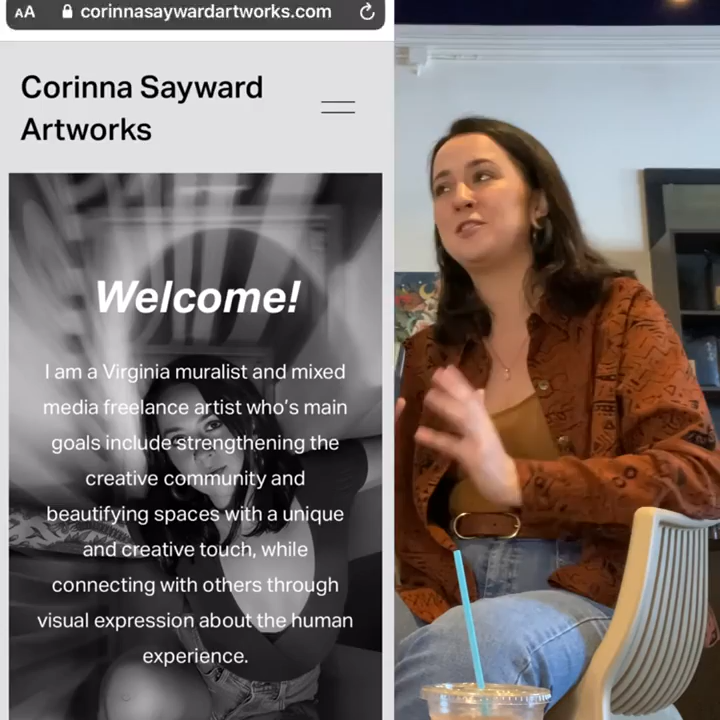 AA corinnasaywardartworks.com
Corinna Sayward
Artworks
Welcome!
I am a Virginia muralist and mixed
media freelance artist who's main
goals include strengthening the
creative community and
beautifying spaces with a unique
and creative touch, while
connecting with others through
visual expression about the human
experience.